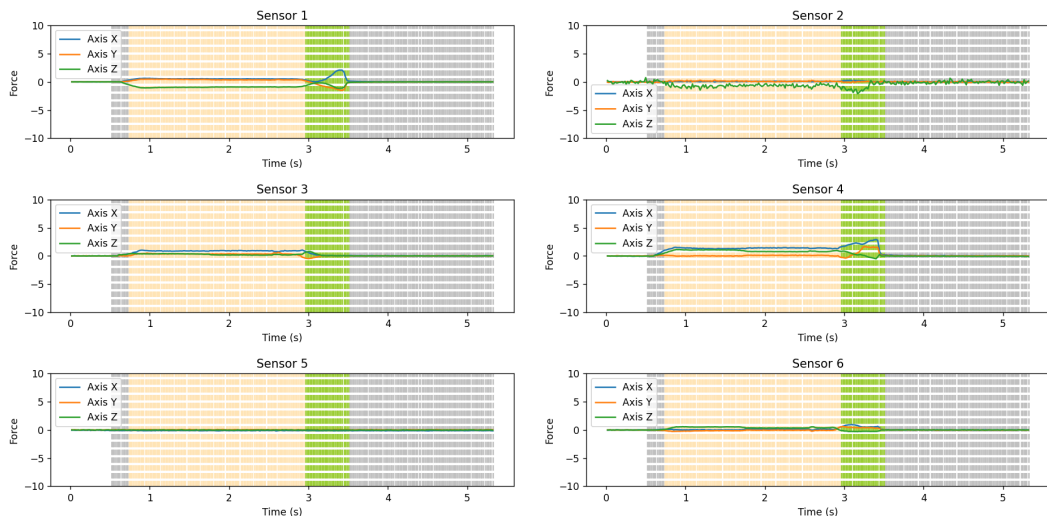 Sensor 1
10
5
0
−5
−10
Force
Axis X
Axis Y
Axis Z
0 1 2 3 4 5
Time (s)
Sensor 2
10
5
0
−5
−10
Force
Axis X
Axis Y
Axis Z
0 1 2 3 4 5
Time (s)
Sensor 3
10
5
0
−5
−10
Force
Axis X
Axis Y
Axis Z
0 1 2 3 4 5
Time (s)
Sensor 4
10
5
0
−5
−10
Force
Axis X
Axis Y
Axis Z
0 1 2 3 4 5
Time (s)
Sensor 5
10
5
0
−5
−10
Force
Axis X
Axis Y
Axis Z
0 1 2 3 4 5
Time (s)
Sensor 6
10
5
0
−5
−10
Force
Axis X
Axis Y
Axis Z
0 1 2 3 4 5
Time (s)